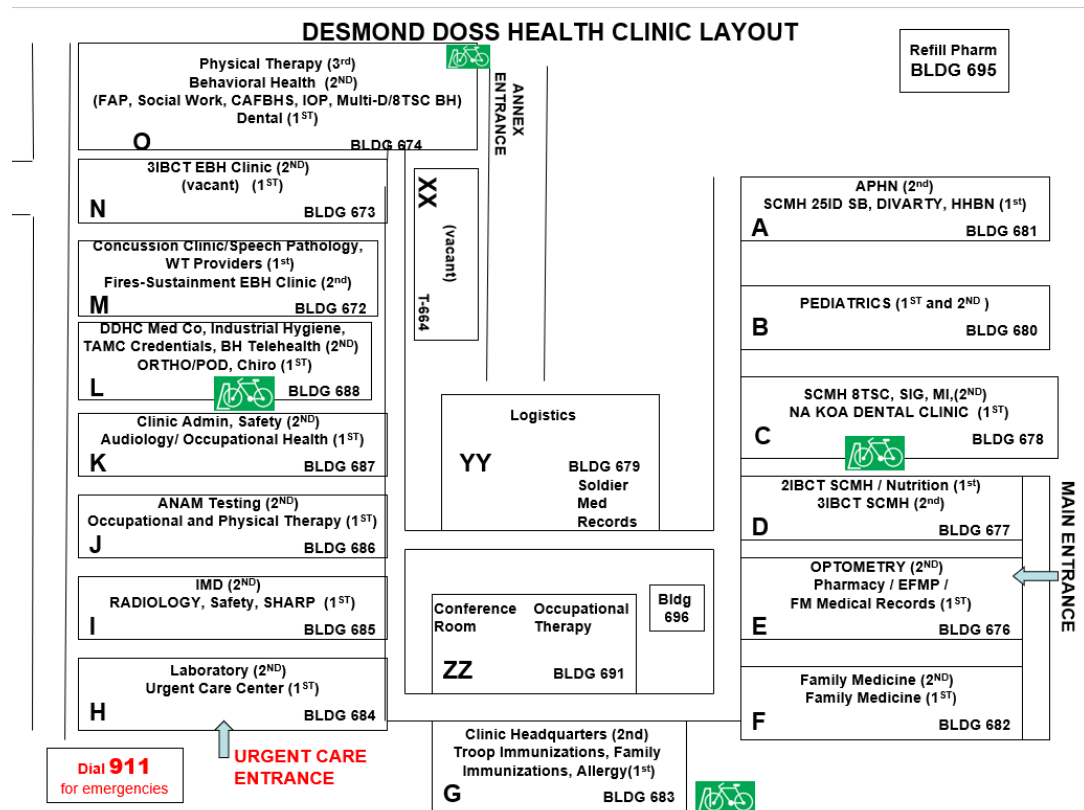 DESMOND DOSS HEALTH CLINIC LAYOUT
Refill Pharm
BLDG 695
Physical Therapy (3rd)
Behavioral Health (2ND)
(FAP, Social Work, CAFBHS, IOP, Multi-D/8TSC BH)
Dental (1ST)
O
BLDG 674
ANNEX
ENTRANCE
3IBCT EBH Clinic (2ND)
(vacant) (1ST)
N
BLDG 673
XX
(vacant)
T-664
Concussion Clinic/Speech Pathology,
WT Providers (1st)
Fires-Sustainment EBH Clinic (2nd)
M
BLDG 672
DDHC Med Co, Industrial Hygiene,
TAMC Credentials, BH Telehealth (2ND)
ORTHO/POD, Chiro (1ST)
L
BLDG 688
Clinic Admin, Safety (2ND)
Audiology/ Occupational Health (1ST)
K
BLDG 687
ANAM Testing (2ND)
Occupational and Physical Therapy (1ST)
J
BLDG 686
IMD (2ND)
RADIOLOGY, Safety, SHARP (1ST)
I
BLDG 685
Laboratory (2ND)
Urgent Care Center (1ST)
H
BLDG 684
Dial 911
for emergencies
URGENT CARE
ENTRANCE
Logistics
YY
BLDG 679
Soldier
Med
Records
Conference
Room
Occupational
Therapy
ZZ
BLDG 691
Bldg
696
Clinic Headquarters (2nd)
Troop Immunizations, Family
Immunizations, Allergy(1st)
G
BLDG 683
APHN (2nd)
SCMH 25ID SB, DIVARTY, HHBN (1st)
A
BLDG 681
PEDIATRICS (1ST and 2ND )
B
BLDG 680
SCMH 8TSC, SIG, MI,(2ND)
NA KOA DENTAL CLINIC (1ST)
C
BLDG 678
2IBCT SCMH / Nutrition (1st)
3IBCT SCMH (2nd)
D
BLDG 677
MAIN ENTRANCE
OPTOMETRY (2ND)
Pharmacy / EFMP /
FM Medical Records (1ST)
E
BLDG 676
Family Medicine (2ND)
Family Medicine (1ST)
F
BLDG 682